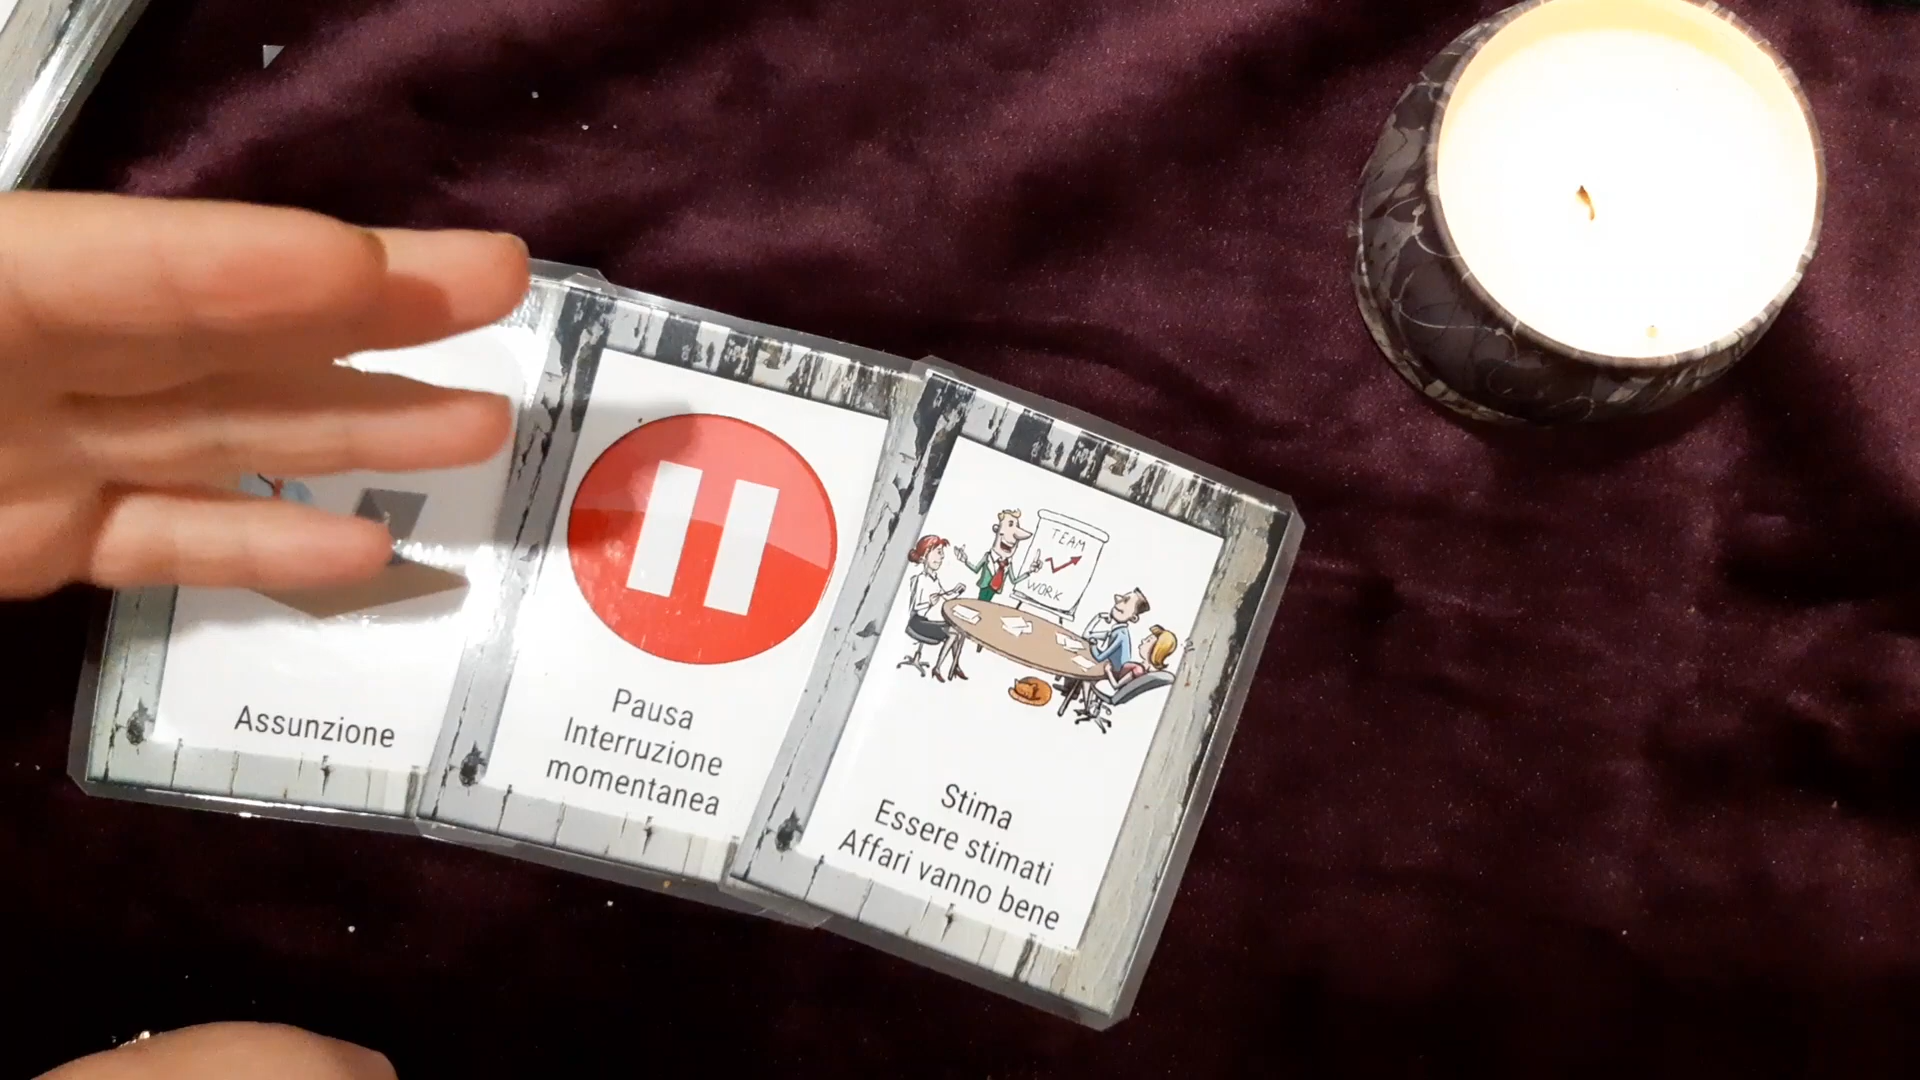 Assunzione
Pausa
Interruzione
momentanea
TEAM
WORK
Stima
Essere stimati
Affari vanno bene